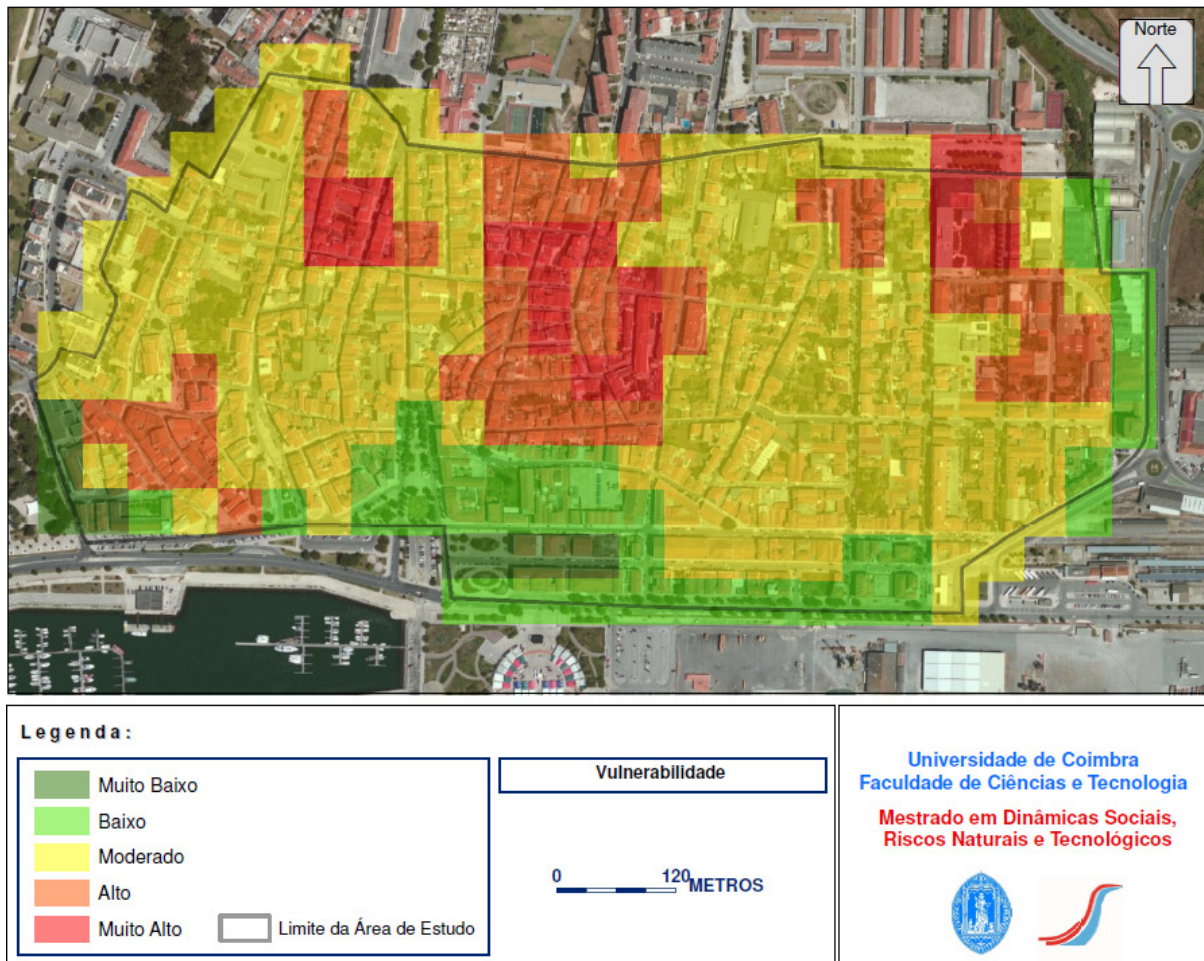 Norte
Legenda:
Muito Baixo
Baixo
Moderado
Alto
Muito Alto
Limite da Área de Estudo
Vulnerabilidade
0 120
METROS
Universidade de Coimbra
Faculdade de Ciências e Tecnologia
Mestrado em Dinâmicas Sociais,
Riscos Naturais e Tecnológicos